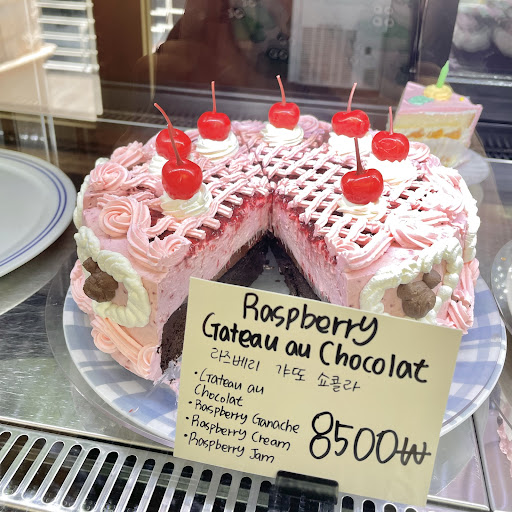 Raspberry
Gateau au Chocolat
라즈베리 갸또 쇼콜라
• Gateau au
Chocolat
• Raspberry Ganache
• Raspberry Cream
• Raspberry Jam
8500₩